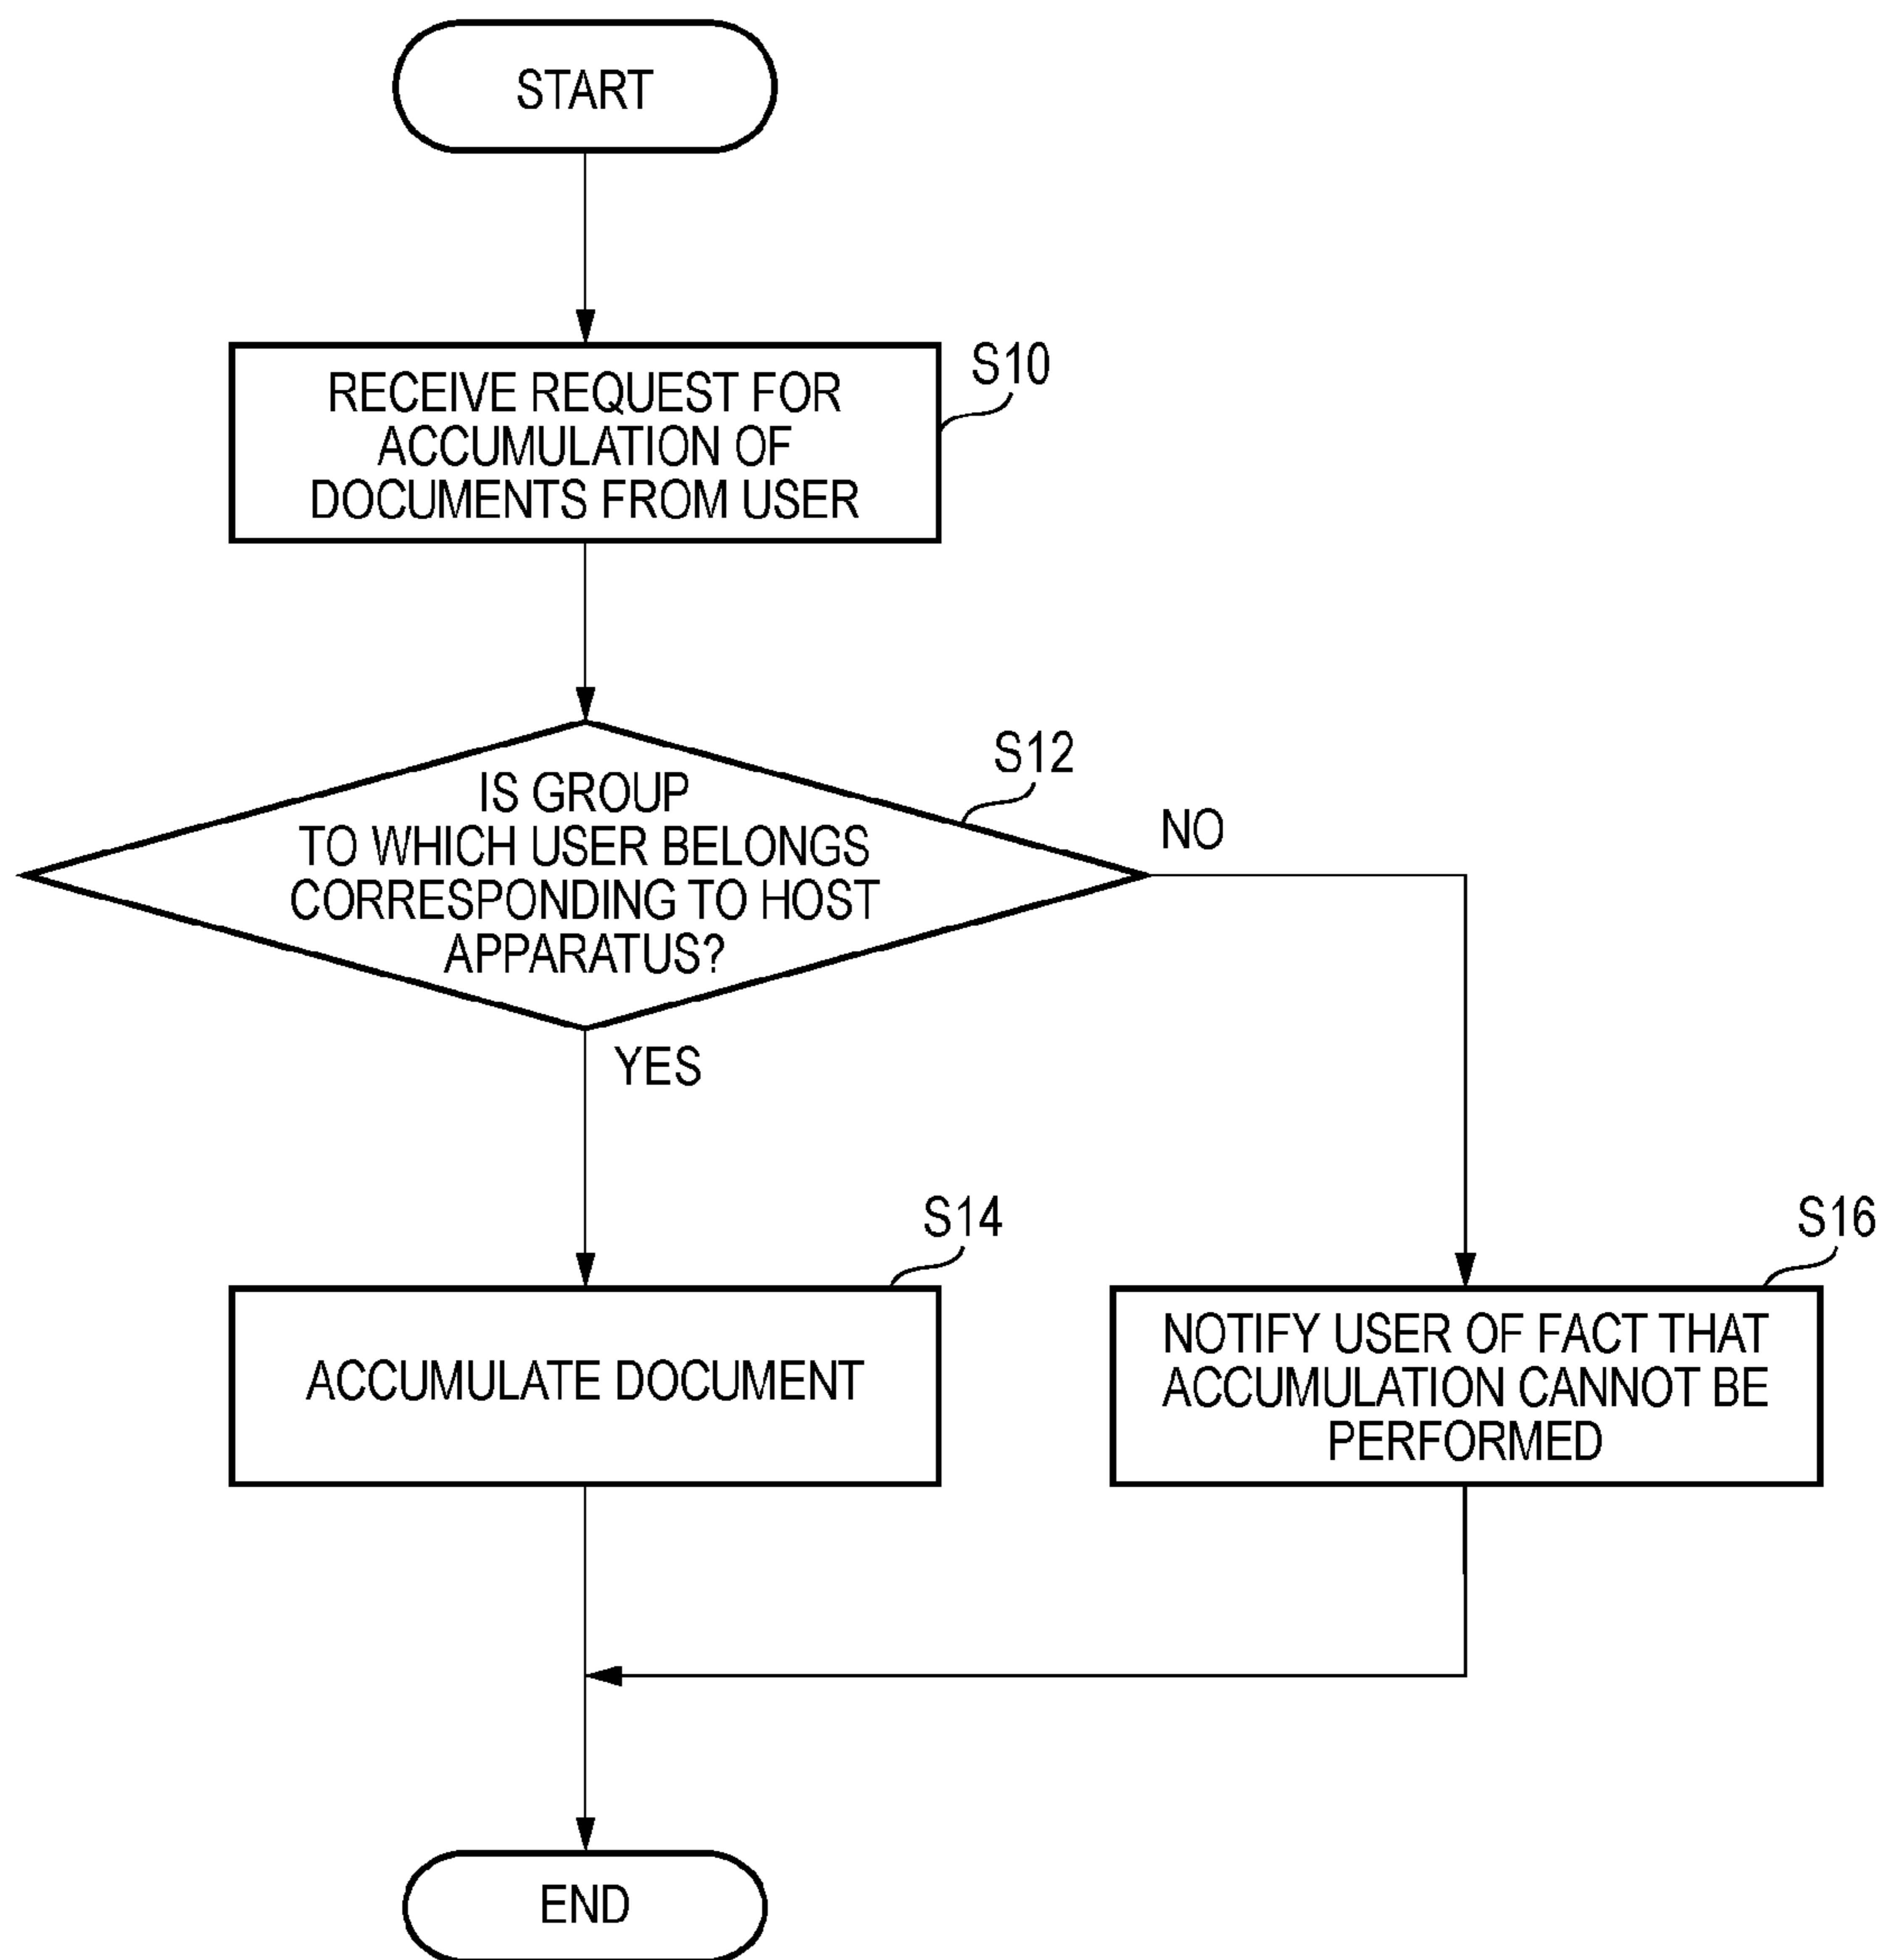 START
S10
RECEIVE REQUEST FOR
ACCUMULATION OF
DOCUMENTS FROM USER
S12
IS GROUP
TO WHICH USER BELONGS
CORRESPONDING TO HOST
APPARATUS?
NO
YES
S14
ACCUMULATE DOCUMENT
S16
NOTIFY USER OF FACT THAT
ACCUMULATION CANNOT BE
PERFORMED
END